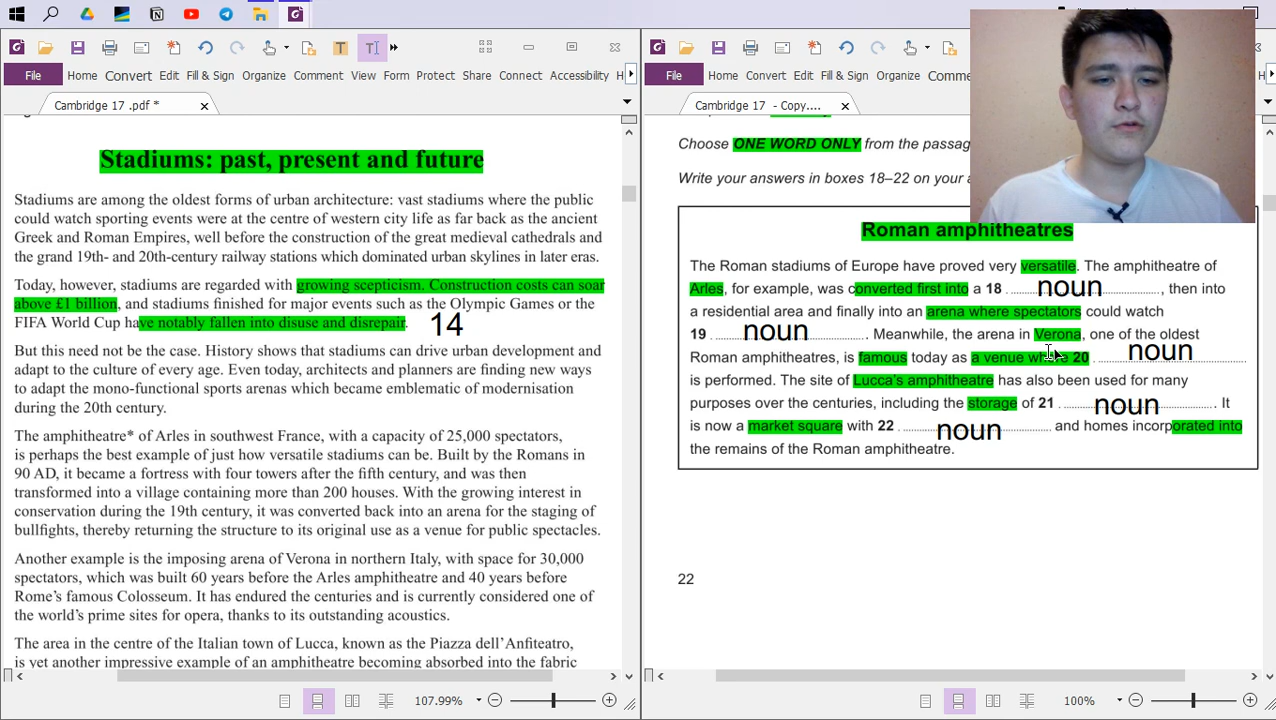 File Home Convert Edit Fill & Sign Organize Comment View Form Protect Share Connect Accessibility
Cambridge 17 .pdf *
Stadiums: past, present and future
Stadiums are among the oldest forms of urban architecture: vast stadiums where the public
could watch sporting events were at the centre of western city life as far back as the ancient
Greek and Roman Empires, well before the construction of the great medieval cathedrals and
the grand 19th- and 20th-century railway stations which dominated urban skylines in later eras.
Today, however, stadiums are regarded with growing scepticism. Construction costs can soar
above £1 billion, and stadiums finished for major events such as the Olympic Games or the
FIFA World Cup have notably fallen into disuse and disrepair. 14
But this need not be the case. History shows that stadiums can drive urban development and
adapt to the culture of every age. Even today, architects and planners are finding new ways
to adapt the mono-functional sports arenas which became emblematic of modernisation
during the 20th century.
The amphitheatre* of Arles in southwest France, with a capacity of 25,000 spectators,
is perhaps the best example of just how versatile stadiums can be. Built by the Romans in
90 AD, it became a fortress with four towers after the fifth century, and was then
transformed into a village containing more than 200 houses. With the growing interest in
conservation during the 19th century, it was converted back into an arena for the staging of
bullfights, thereby returning the structure to its original use as a venue for public spectacles.
Another example is the imposing arena of Verona in northern Italy, with space for 30,000
spectators, which was built 60 years before the Arles amphitheatre and 40 years before
Rome's famous Colosseum. It has endured the centuries and is currently considered one of
the world's prime sites for opera, thanks to its outstanding acoustics.
The area in the centre of the Italian town of Lucca, known as the Piazza dell'Anfiteatro,
is yet another impressive example of an amphitheatre becoming absorbed into the fabric
107.99%
File Home Convert Edit Fill & Sign Organize
Cambridge 17 - Copy....
Choose ONE WORD ONLY from the passag
Write your answers in boxes 18–22 on your a
Roman amphitheatres
The Roman stadiums of Europe have proved very versatile. The amphitheatre of
Arles, for example, was converted first into a 18 noun, then into
a residential area and finally into an arena where spectators could watch
19 noun. Meanwhile, the arena in Verona, one of the oldest
Roman amphitheatres, is famous today as a venue where 20 noun
is performed. The site of Lucca's amphitheatre has also been used for many
purposes over the centuries, including the storage of 21 noun. It
is now a market square with 22 noun and homes incorporated into
the remains of the Roman amphitheatre.
22
100%